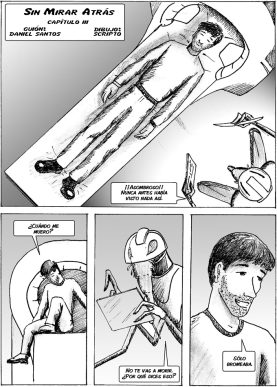 SIN MIRAR ATRÁS
CAPÍTULO III
GUIÓN: DIBUJO:
DANIEL SANTOS SCRIPTO
¡¡ASOMBROSO!!
NUNCA ANTES HABÍA
VISTO NADA ASÍ.
¿CUÁNDO ME
MUERO?
NO TE VAS A MORIR.
¿POR QUÉ DICES ESO?
SÓLO
BROMEABA.